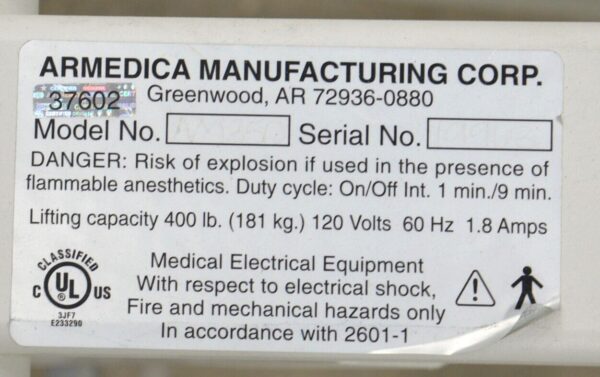 ARMEDICA MANUFACTURING CORP.
37602
Greenwood, AR 72936-0880
Model No. Serial No.
DANGER: Risk of explosion if used in the presence of
flammable anesthetics. Duty cycle: On/Off Int. 1 min./9 min.
Lifting capacity 400 lb. (181 kg.) 120 Volts 60 Hz 1.8 Amps
CLASSIFIED
C UL US
3JF7
E233290
Medical Electrical Equipment
With respect to electrical shock,
Fire and mechanical hazards only
In accordance with 2601-1